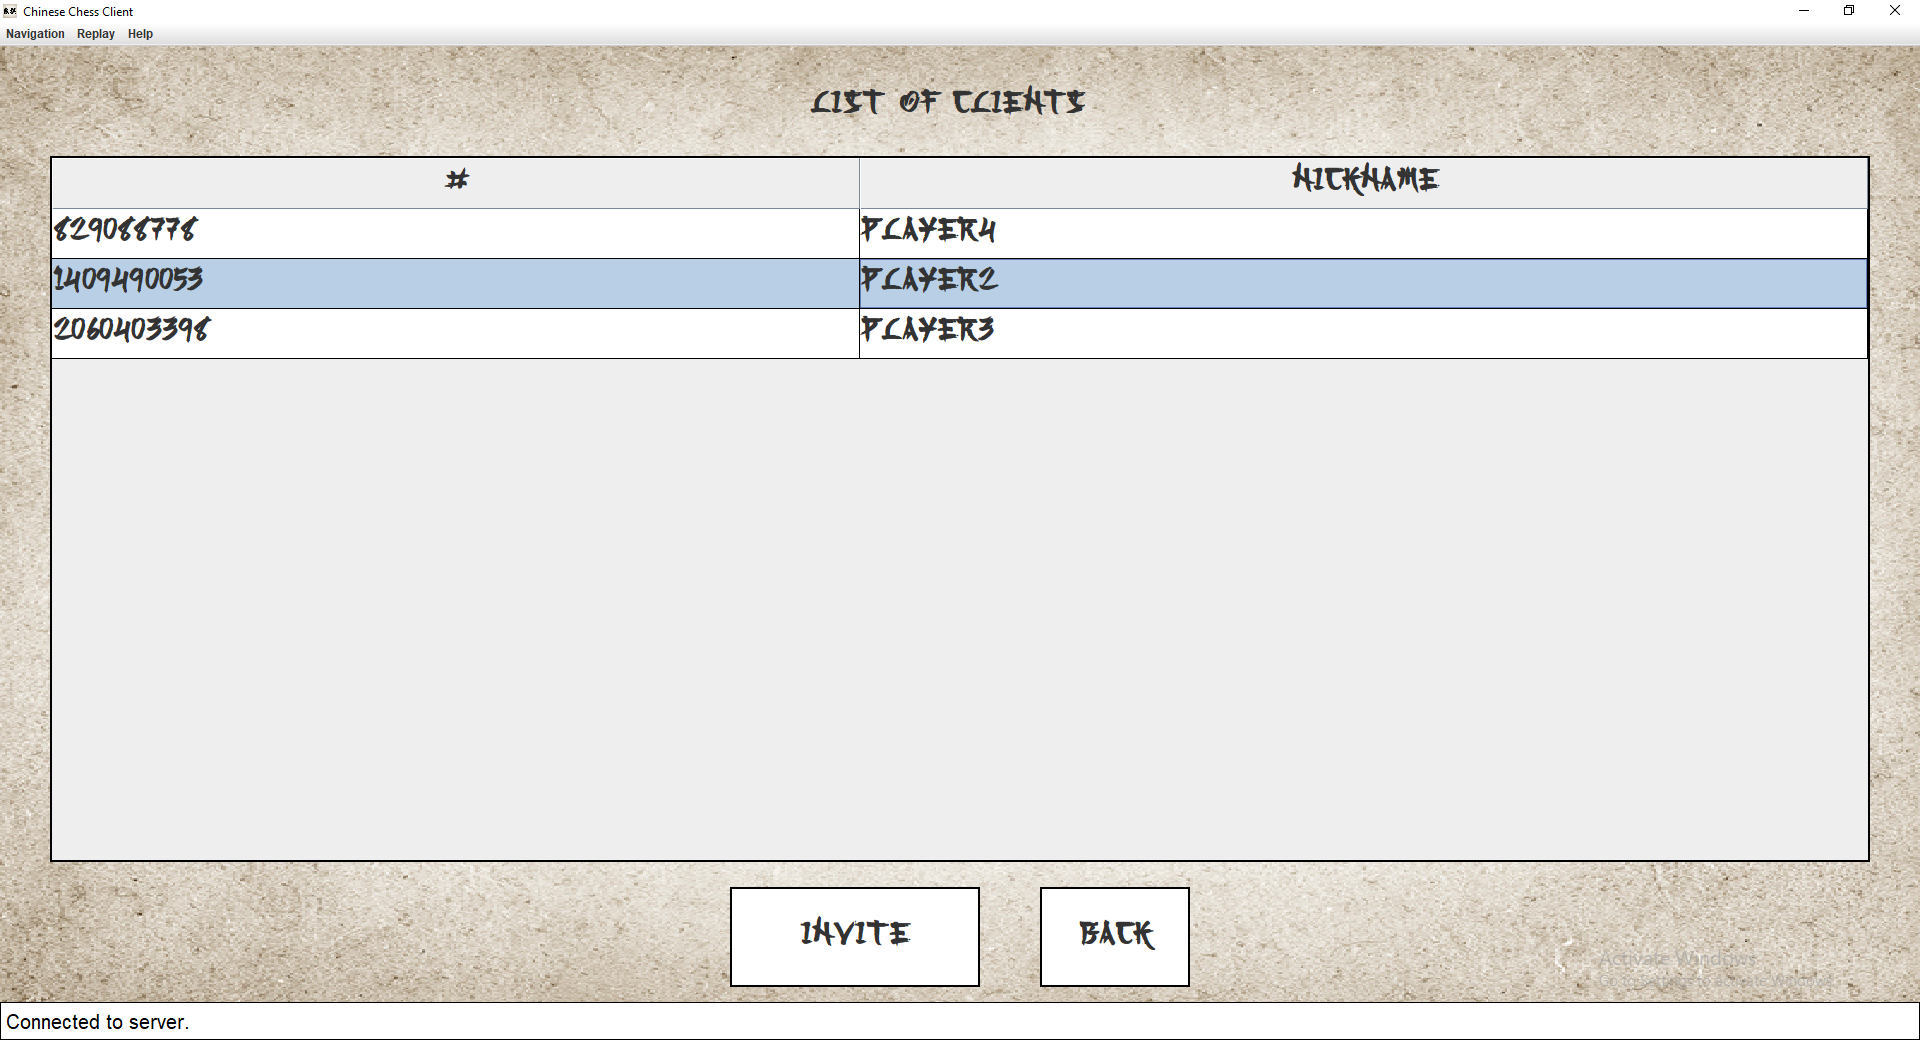 Chinese Chess Client
Navigation Replay Help
LIST OF CLIENTS
# NICKNAME
829088778 PLAYER4
1409490053 PLAYER2
2060403398 PLAYER3
INVITE BACK
Activate Windows
Go to Settings to activate Windows.
Connected to server.